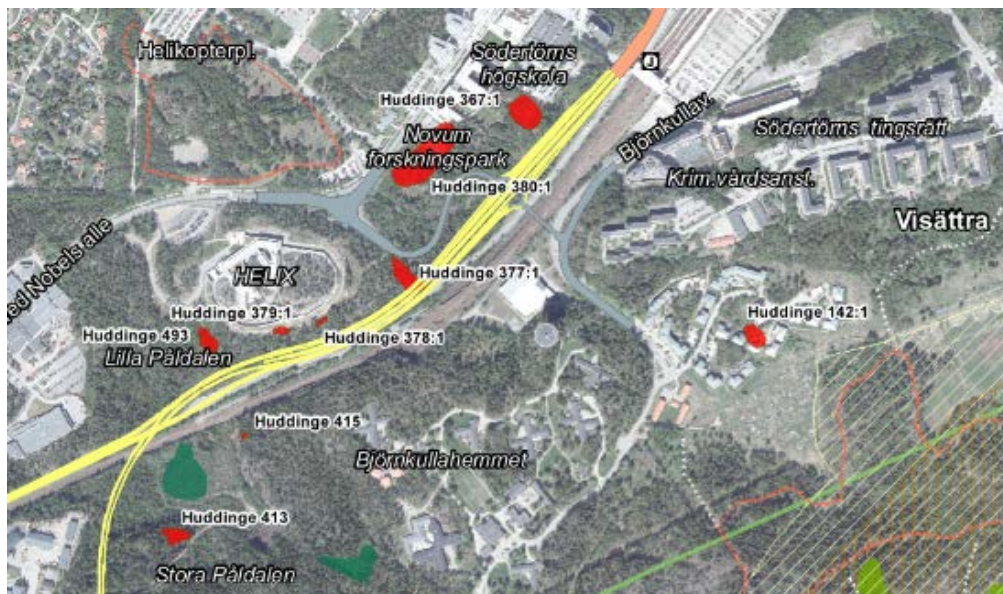 Helikopterpl.
Södertörns
högskola
Huddinge 367:1
Novum
forskningspark
Björnkullav.
Södertörns tingsrätt
Krim.vårdsanst.
Huddinge 380:1
Visättra
ed Nobels alle
HELIX
Huddinge 377:1
Huddinge 379:1
Huddinge 142:1
Huddinge 493
Huddinge 378:1
Lilla Påldalen
Huddinge 415
Björnkullahemmet
Huddinge 413
Stora Påldalen